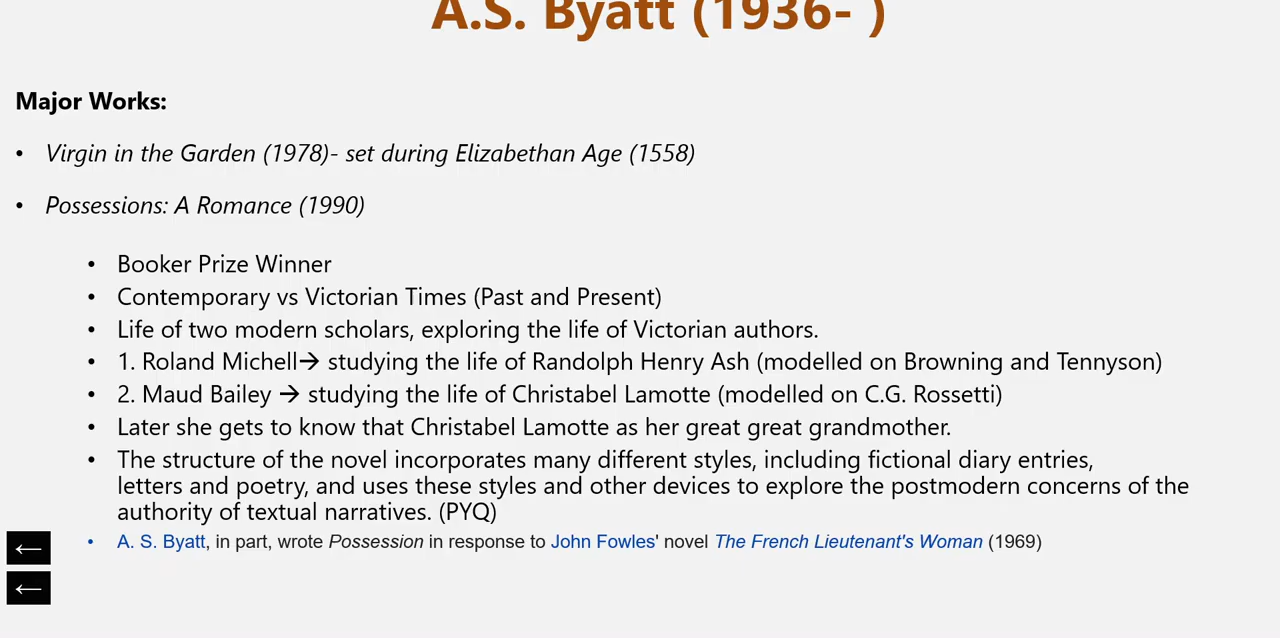 A.S. Byatt (1936- )
Major Works:
• Virgin in the Garden (1978)- set during Elizabethan Age (1558)
• Possessions: A Romance (1990)
• Booker Prize Winner
• Contemporary vs Victorian Times (Past and Present)
• Life of two modern scholars, exploring the life of Victorian authors.
• 1. Roland Michell→ studying the life of Randolph Henry Ash (modelled on Browning and Tennyson)
• 2. Maud Bailey → studying the life of Christabel Lamotte (modelled on C.G. Rossetti)
• Later she gets to know that Christabel Lamotte as her great great grandmother.
• The structure of the novel incorporates many different styles, including fictional diary entries,
letters and poetry, and uses these styles and other devices to explore the postmodern concerns of the
authority of textual narratives. (PYQ)
• A. S. Byatt, in part, wrote Possession in response to John Fowles' novel The French Lieutenant's Woman (1969)